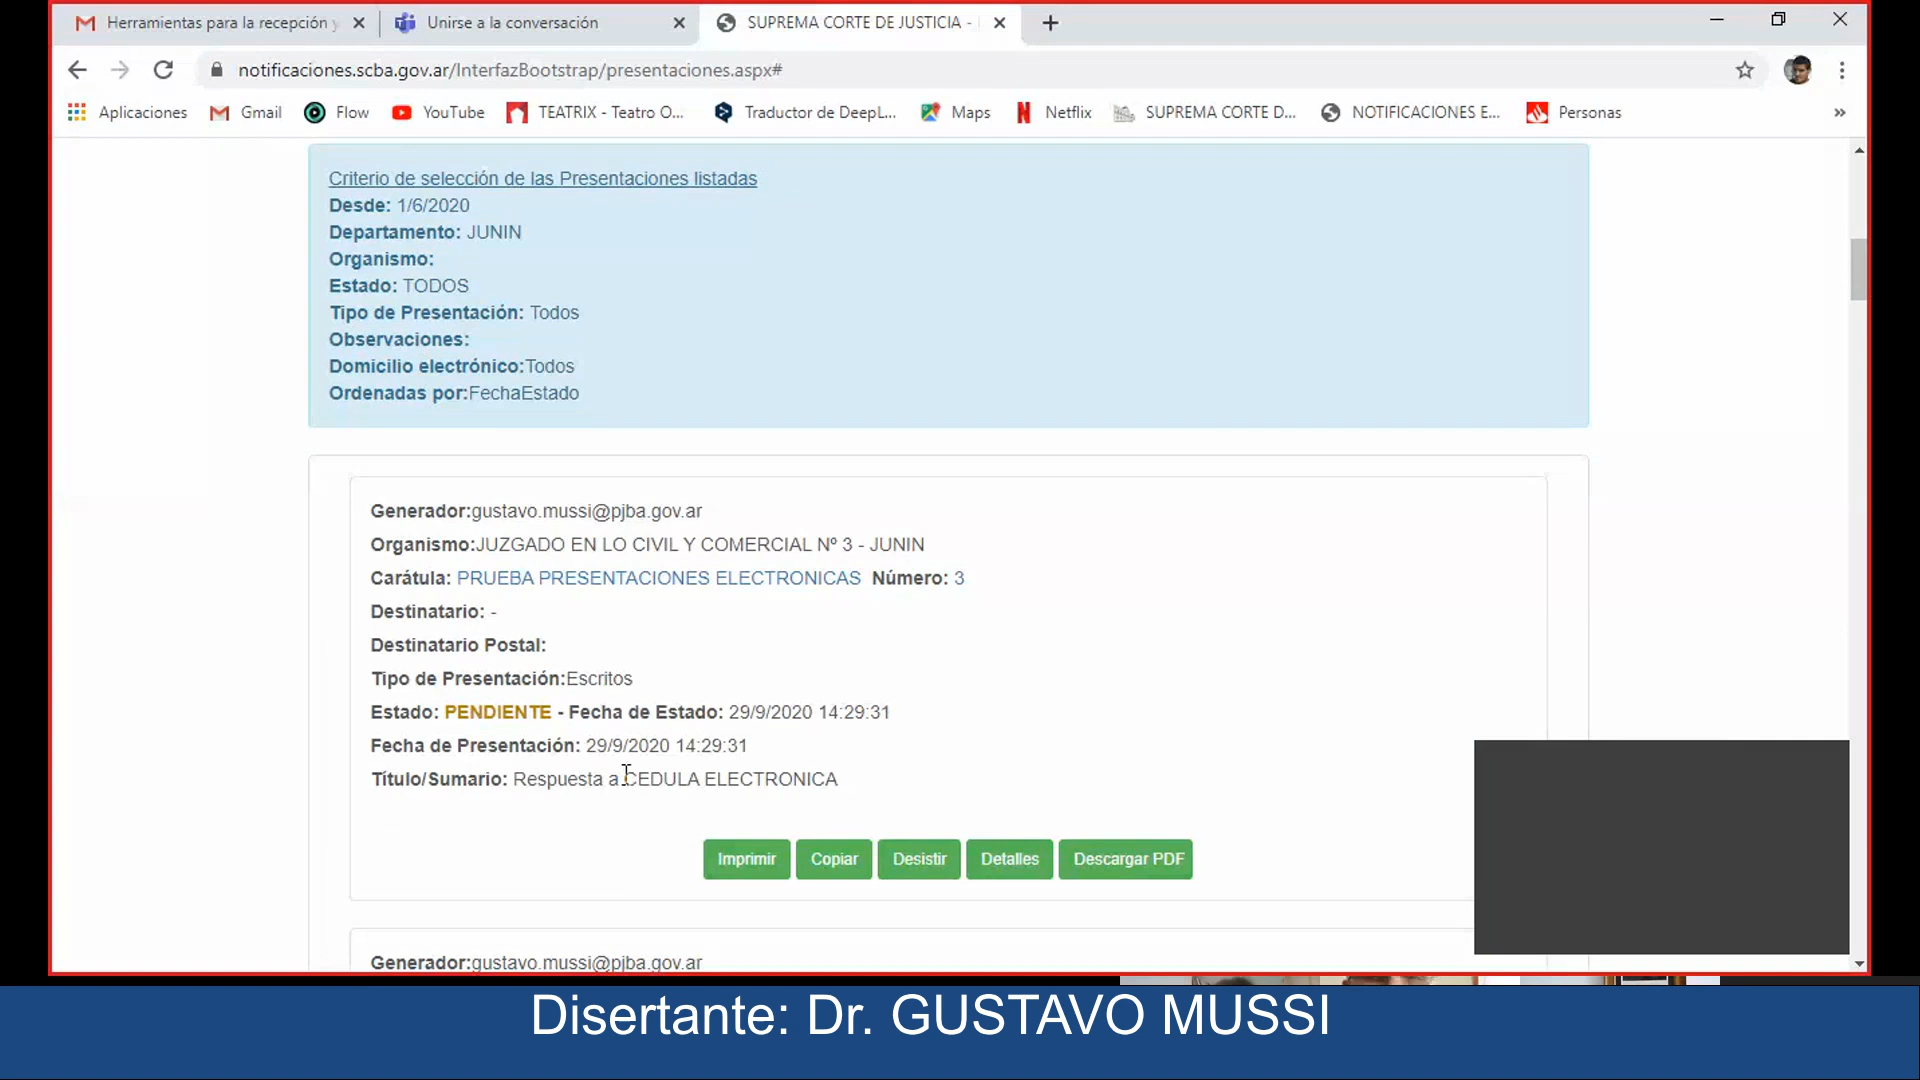 Herramientas para la recepción y
Unirse a la conversación
SUPREMA CORTE DE JUSTICIA -
notificaciones.scba.gov.ar/InterfazBootstrap/presentaciones.aspx#
Aplicaciones
Gmail
Flow
YouTube
TEATRIX - Teatro O...
Traductor de DeepL...
Maps
Netflix
SUPREMA CORTE D...
NOTIFICACIONES E...
Personas
»
Criterio de selección de las Presentaciones listadas
Desde: 1/6/2020
Departamento: JUNIN
Organismo:
Estado: TODOS
Tipo de Presentación: Todos
Observaciones:
Domicilio electrónico:Todos
Ordenadas por:FechaEstado
Generador:gustavo.mussi@pjba.gov.ar
Organismo:JUZGADO EN LO CIVIL Y COMERCIAL Nº 3 - JUNIN
Carátula: PRUEBA PRESENTACIONES ELECTRONICAS Número: 3
Destinatario: -
Destinatario Postal:
Tipo de Presentación:Escritos
Estado: PENDIENTE - Fecha de Estado: 29/9/2020 14:29:31
Fecha de Presentación: 29/9/2020 14:29:31
Título/Sumario: Respuesta a CEDULA ELECTRONICA
Imprimir
Copiar
Desistir
Detalles
Descargar PDF
Generador:gustavo.mussi@pjba.gov.ar
Disertante: Dr. GUSTAVO MUSSI